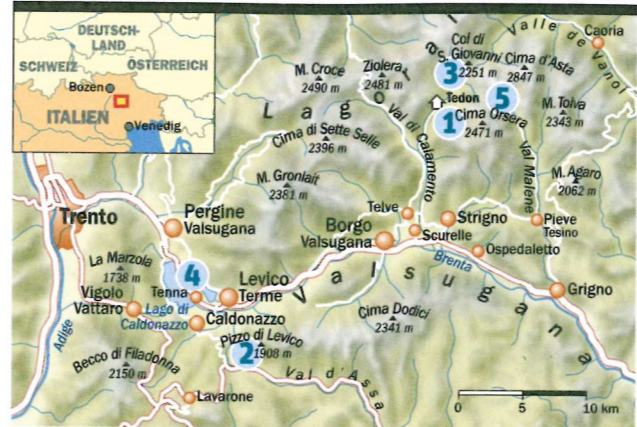 DEUTSCH-
LAND
SCHWEIZ
ÖSTERREICH
Bozen
ITALIEN
Venedig
Caoria
Valle de Vanoi
Col di
S. Giovanni
2251 m
Cima d'Asta
2847 m
M. Croce
2490 m
Ziolera
2481 m
Lagorai
3
5
Tedon
1
Cima Orsera
2471 m
M. Tolva
2343 m
Cima di Sette Selle
2396 m
Val di Calamento
Val Malene
M. Gronlait
2381 m
M. Agaro
2062 m
Trento
Pergine
Valsugana
Telve
Borgo
Valsugana
Strigno
Scurelle
Pieve
Tesino
Ospedaletto
Brenta
Valsugana
Grigno
La Marzola
1738 m
4
Tenna
Levico
Terme
Vigolo
Vattaro
Lago di
Caldonazzo
Caldonazzo
Cima Dodici
2341 m
Adige
Pizzo di Levico
1908 m
2
Becco di Filadonna
2150 m
Val d'Assa
Lavarone
0
5
10 km